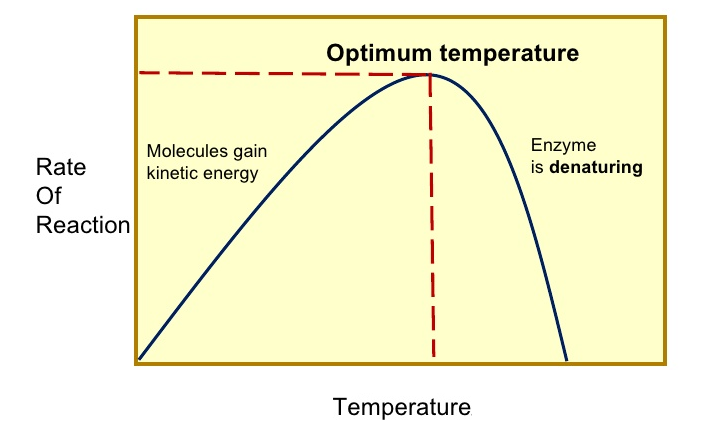 Optimum temperature
Molecules gain
kinetic energy
Enzyme
is denaturing
Rate
Of
Reaction
Temperature